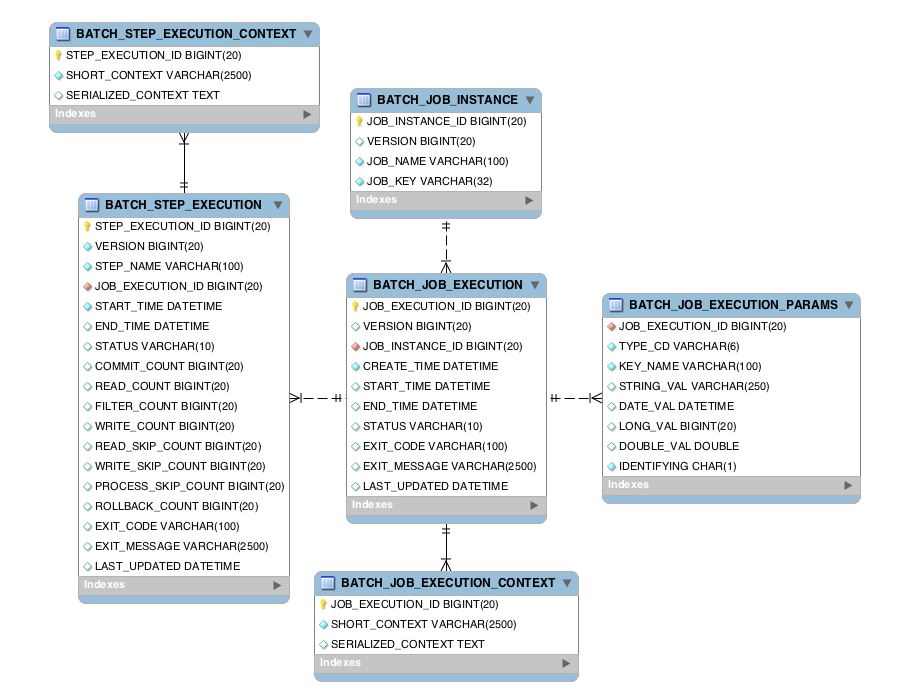 BATCH_STEP_EXECUTION_CONTEXT
STEP_EXECUTION_ID BIGINT(20)
SHORT_CONTEXT VARCHAR(2500)
SERIALIZED_CONTEXT TEXT
Indexes
BATCH_JOB_INSTANCE
JOB_INSTANCE_ID BIGINT(20)
VERSION BIGINT(20)
JOB_NAME VARCHAR(100)
JOB_KEY VARCHAR(32)
Indexes
BATCH_STEP_EXECUTION
STEP_EXECUTION_ID BIGINT(20)
VERSION BIGINT(20)
STEP_NAME VARCHAR(100)
JOB_EXECUTION_ID BIGINT(20)
START_TIME DATETIME
END_TIME DATETIME
STATUS VARCHAR(10)
COMMIT_COUNT BIGINT(20)
READ_COUNT BIGINT(20)
FILTER_COUNT BIGINT(20)
WRITE_COUNT BIGINT(20)
READ_SKIP_COUNT BIGINT(20)
WRITE_SKIP_COUNT BIGINT(20)
PROCESS_SKIP_COUNT BIGINT(20)
ROLLBACK_COUNT BIGINT(20)
EXIT_CODE VARCHAR(100)
EXIT_MESSAGE VARCHAR(2500)
LAST_UPDATED DATETIME
Indexes
BATCH_JOB_EXECUTION
JOB_EXECUTION_ID BIGINT(20)
VERSION BIGINT(20)
JOB_INSTANCE_ID BIGINT(20)
CREATE_TIME DATETIME
START_TIME DATETIME
END_TIME DATETIME
STATUS VARCHAR(10)
EXIT_CODE VARCHAR(100)
EXIT_MESSAGE VARCHAR(2500)
LAST_UPDATED DATETIME
Indexes
BATCH_JOB_EXECUTION_PARAMS
JOB_EXECUTION_ID BIGINT(20)
TYPE_CD VARCHAR(6)
KEY_NAME VARCHAR(100)
STRING_VAL VARCHAR(250)
DATE_VAL DATETIME
LONG_VAL BIGINT(20)
DOUBLE_VAL DOUBLE
IDENTIFYING CHAR(1)
Indexes
BATCH_JOB_EXECUTION_CONTEXT
JOB_EXECUTION_ID BIGINT(20)
SHORT_CONTEXT VARCHAR(2500)
SERIALIZED_CONTEXT TEXT
Indexes